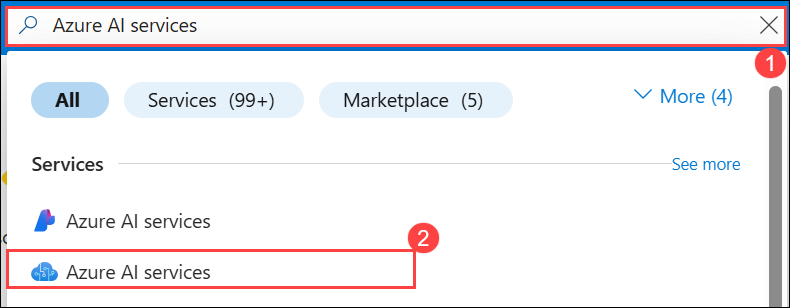 Azure AI services
1
All Services (99+) Marketplace (5) More (4)
Services See more
Azure AI services
2
Azure AI services